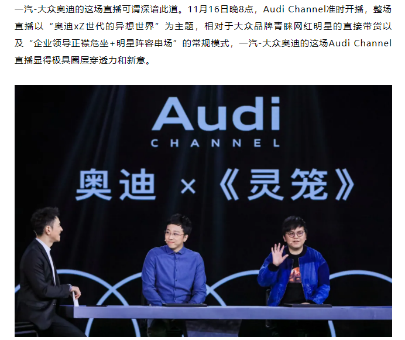 一汽-大众奥迪的这场直播可谓深谙此道。11月16日晚8点，Audi Channel准时开播，整场
直播以“奥迪xZ世代的异想世界”为主题，相对于大众品牌青睐网红明星的直接带货以
及“企业领导正襟危坐+明星阵容串场”的常规模式，一汽-大众奥迪的这场Audi Channel
直播显得极具圈层穿透力和新意。
Audi
CHANNEL
奥迪 ×《灵笼》